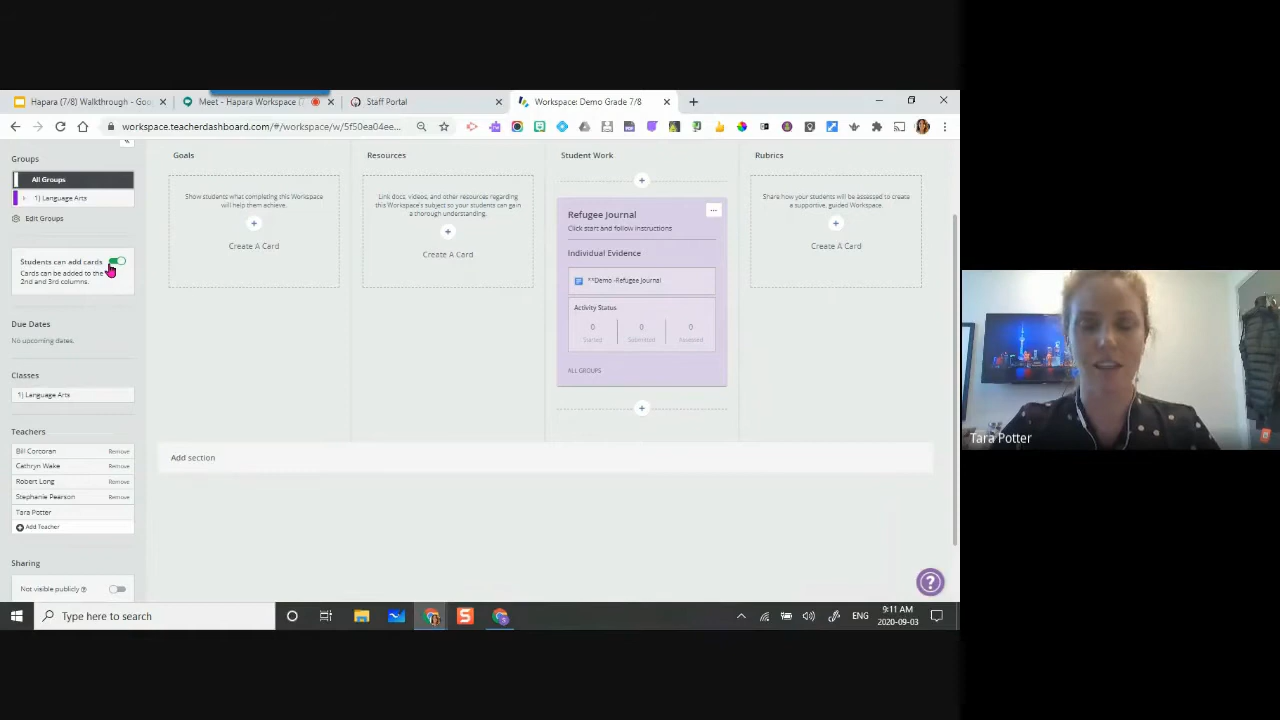 Hapara (7/8) Walkthrough - Goo
Meet - Hapara Workspace (7
Staff Portal
Workspace: Demo Grade 7/8
workspace.teacherdashboard.com/#/workspace/w/5f50ea04ee...
Groups
All Groups
1) Language Arts
Edit Groups
Students can add cards
Cards can be added to the
2nd and 3rd columns.
Due Dates
No upcoming dates.
Classes
1) Language Arts
Teachers
Bill Corcoran Remove
Cathryn Wake Remove
Robert Long Remove
Stephanie Pearson Remove
Tara Potter
Add Teacher
Sharing
Not visible publicly
Goals
Show students what completing this Workspace
will help them achieve.
Create A Card
Resources
Link docs, videos, and other resources regarding
this Workspace's subject so your students can
gain a thorough understanding.
Create A Card
Student Work
Refugee Journal
Click start and follow instructions
Individual Evidence
**Demo -Refugee Journal
Activity Status
0 0 0
Started Submitted Assessed
ALL GROUPS
Rubrics
Share how your students will be assessed to create
a supportive, guided Workspace.
Create A Card
Add section
?
Tara Potter
Type here to search
ENG
9:11 AM
2020-09-03